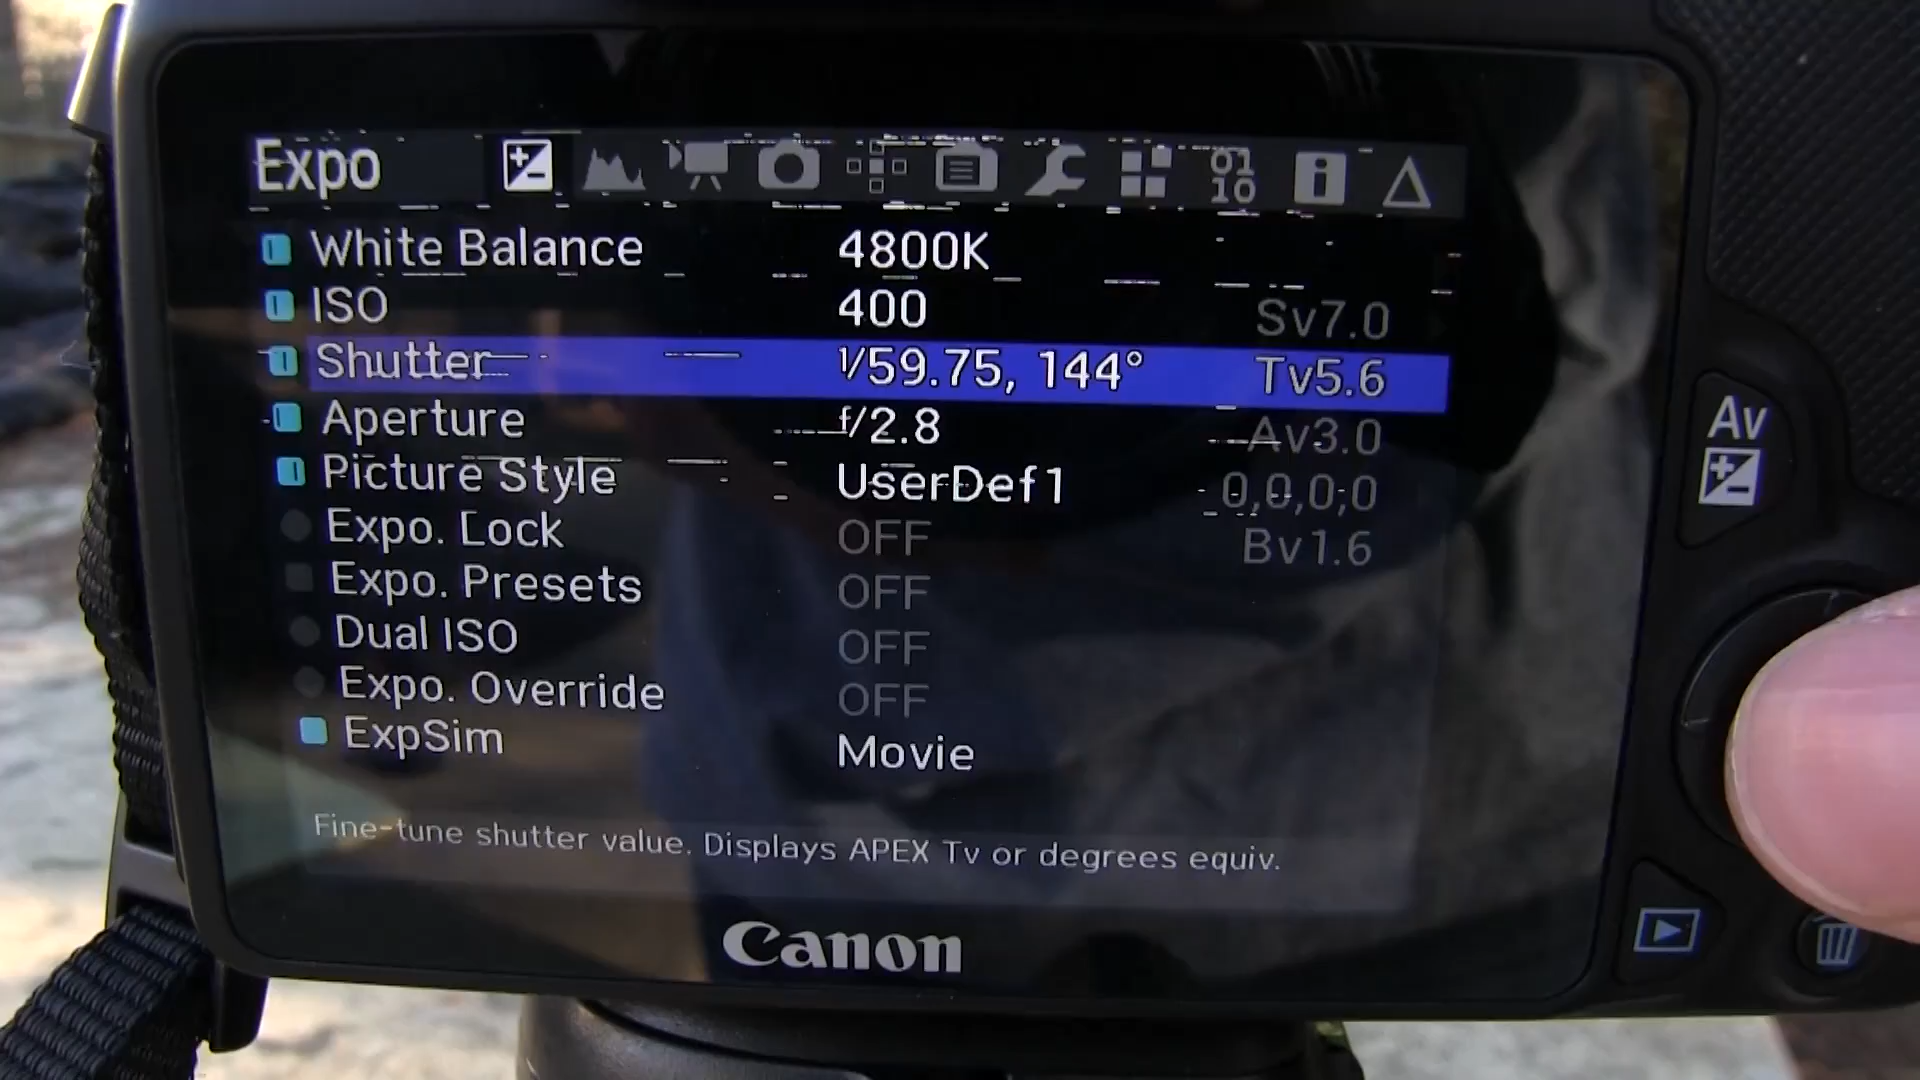 Expo 01 10 i
White Balance 4800K
ISO 400 Sv7.0
Shutter 1/59.75, 144° Tv5.6
Aperture f/2.8 Av3.0
Picture Style UserDef1 0,0,0,0
Expo. Lock OFF Bv1.6
Expo. Presets OFF
Dual ISO OFF
Expo. Override OFF
ExpSim Movie
Fine-tune shutter value. Displays APEX Tv or degrees equiv.
Canon
Av